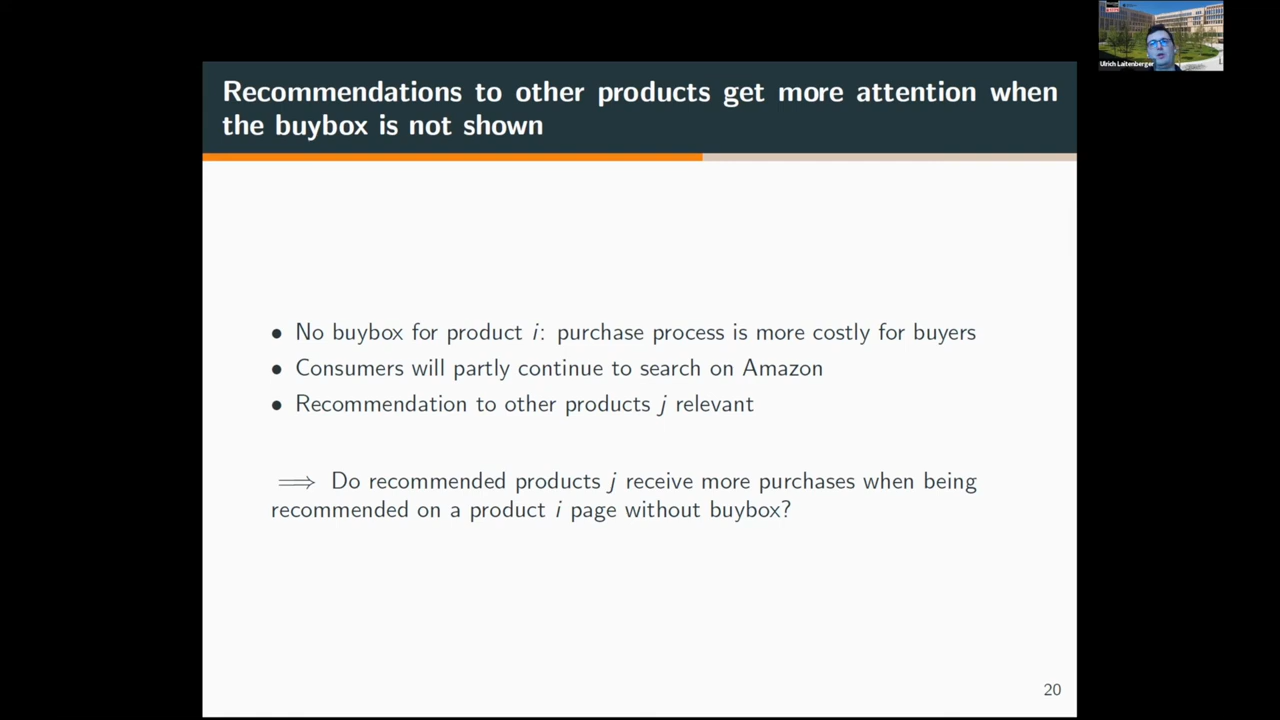 Ulrich Laitenberger
Recommendations to other products get more attention when
the buybox is not shown
• No buybox for product i: purchase process is more costly for buyers
• Consumers will partly continue to search on Amazon
• Recommendation to other products j relevant
⟹ Do recommended products j receive more purchases when being
recommended on a product i page without buybox?
20